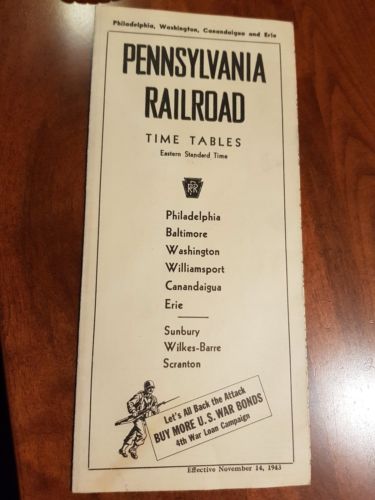 Philadelphia, Washington, Canandaigua and Erie
PENNSYLVANIA
RAILROAD
TIME TABLES
Eastern Standard Time
PRR
Philadelphia
Baltimore
Washington
Williamsport
Canandaigua
Erie
Sunbury
Wilkes-Barre
Scranton
Let's All Back the Attack
BUY MORE U.S. WAR BONDS
4th War Loan Campaign
Effective November 14, 1943